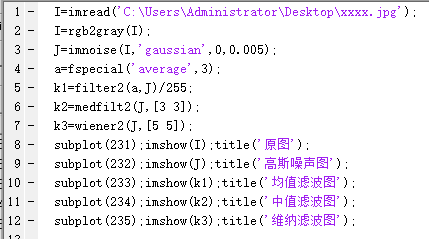 1 - I=imread('C:\Users\Administrator\Desktop\xxxx.jpg');
2 - I=rgb2gray(I);
3 - J=imnoise(I,'gaussian',0,0.005);
4 - a=fspecial('average',3);
5 - k1=filter2(a,J)/255;
6 - k2=medfilt2(J,[3 3]);
7 - k3=wiener2(J,[5 5]);
8 - subplot(231);imshow(I);title('原图');
9 - subplot(232);imshow(J);title('高斯噪声图');
10 - subplot(233);imshow(k1);title('均值滤波图');
11 - subplot(234);imshow(k2);title('中值滤波图');
12 - subplot(235);imshow(k3);title('维纳滤波图');